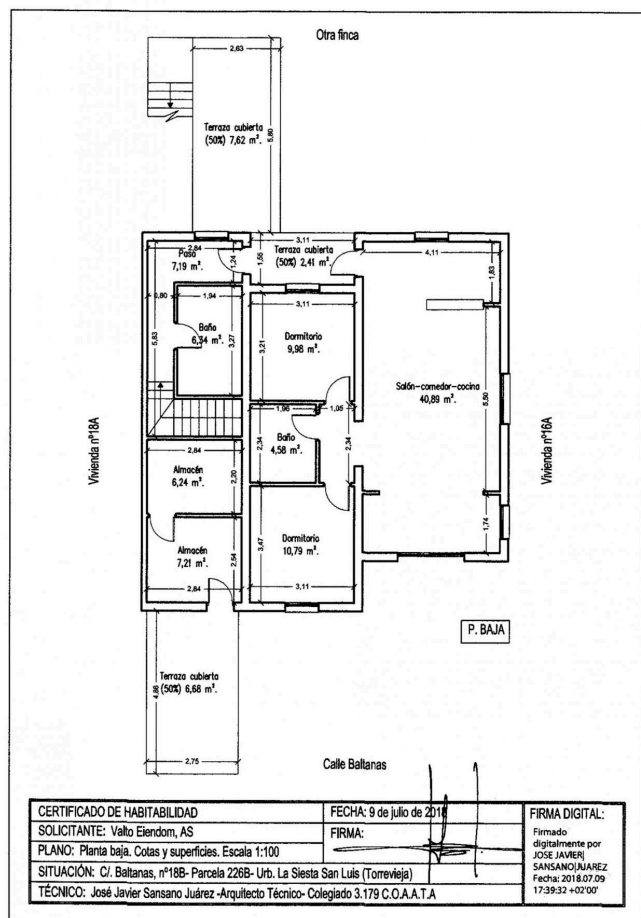 Otra finca
2,63
Terraza cubierta
(50%) 7,62 m².
5,80
2,84
Paso
7,19 m².
1,24
1,55
3,11
Terraza cubierta
(50%) 2,41 m².
4,11
1,83
0,80
1,94
3,11
Baño
6,34 m².
3,27
5,83
3,21
Dormitorio
9,98 m².
Salón-comedor-cocina
40,89 m².
5,50
1,96
1,05
Baño
4,58 m².
2,34
2,34
Vivienda nº18A
Vivienda nº16A
2,84
Almacén
6,24 m².
2,20
Almacén
7,21 m².
2,54
2,84
3,47
Dormitorio
10,79 m².
3,11
1,74
P. BAJA
Terraza cubierta
(50%) 6,68 m².
4,86
2,75
Calle Baltanas
CERTIFICADO DE HABITABILIDAD
FECHA: 9 de julio de 2018
FIRMA DIGITAL:
SOLICITANTE: Valto Eiendom, AS
FIRMA:
PLANO: Planta baja. Cotas y superficies. Escala 1:100
SITUACIÓN: C/. Baltanas, nº18B- Parcela 226B- Urb. La Siesta San Luis (Torrevieja)
TÉCNICO: José Javier Sansano Juárez -Arquitecto Técnico- Colegiado 3.179 C.O.A.A.T.A
Firmado
digitalmente por
JOSE JAVIER|
SANSANO|JUAREZ
Fecha: 2018.07.09
17:39:32 +02'00'